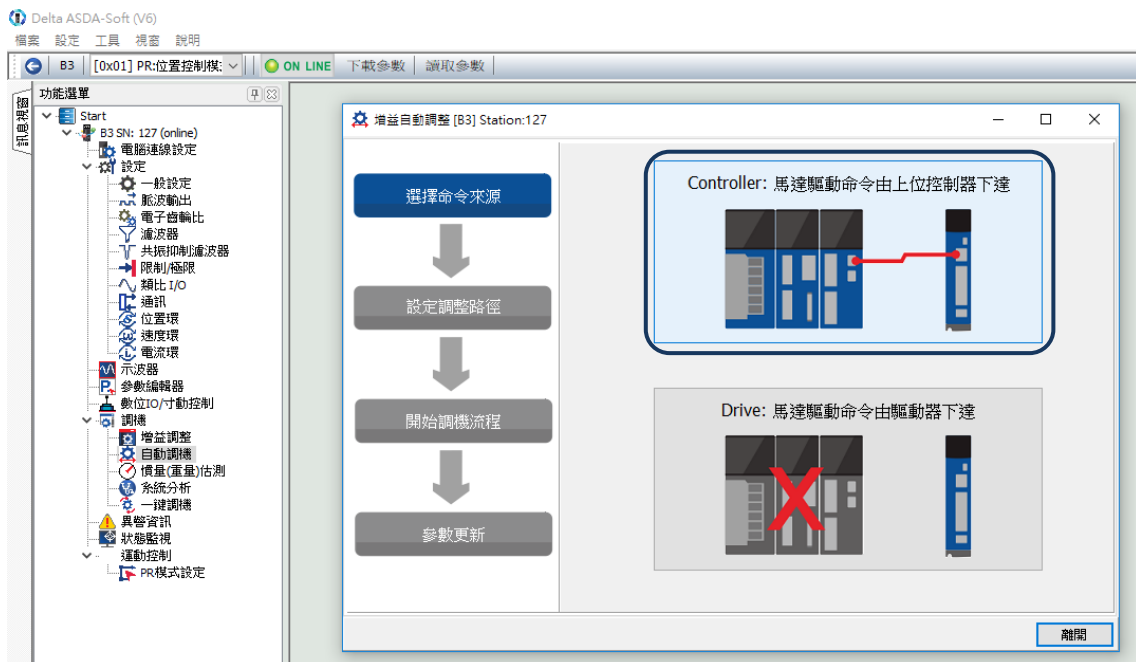 Delta ASDA-Soft (V6)
檔案 設定 工具 視窗 說明
B3 [0x01] PR:位置控制模: ON LINE 下載參數 讀取參數
訊息視窗
功能選單
Start
B3 SN: 127 (online)
電腦連線設定
設定
一般設定
脈波輸出
電子齒輪比
濾波器
共振抑制濾波器
限制/極限
類比 I/O
通訊
位置環
速度環
電流環
示波器
參數編輯器
數位IO/寸動控制
調機
增益調整
自動調機
慣量(重量)估測
系統分析
一鍵調機
異警資訊
狀態監視
運動控制
PR模式設定
增益自動調整 [B3] Station:127
選擇命令來源
設定調整路徑
開始調機流程
參數更新
Controller: 馬達驅動命令由上位控制器下達
Drive: 馬達驅動命令由驅動器下達
離開